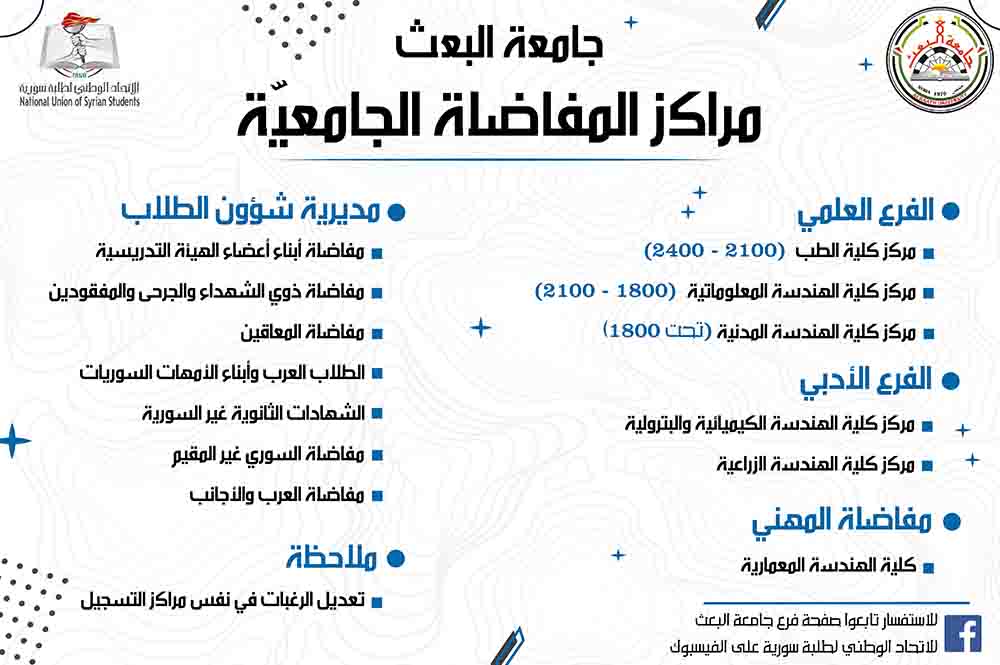 الاتحاد الوطني لطلبة سورية
National Union of Syrian Students
جامعة البعث
جامعة البعث
مراكز المفاضلة الجامعيّة
الفرع العلمي
مركز كلية الطب (2100 - 2400)
مركز كلية الهندسة المعلوماتية (1800 - 2100)
مركز كلية الهندسة المدنية (تحت 1800)
الفرع الأدبي
مركز كلية الهندسة الكيميائية والبترولية
مركز كلية الهندسة الزراعية
مفاضلة المهني
كلية الهندسة المعمارية
للاستفسار تابعوا صفحة فرع جامعة البعث
للاتحاد الوطني لطلبة سورية على الفيسبوك
مديرية شؤون الطلاب
مفاضلة أبناء أعضاء الهيئة التدريسية
مفاضلة ذوي الشهداء والجرحى والمفقودين
مفاضلة المعاقين
الطلاب العرب وأبناء الأمهات السوريات
الشهادات الثانوية غير السورية
مفاضلة السوري غير المقيم
مفاضلة العرب والأجانب
ملاحظة
تعديل الرغبات في نفس مراكز التسجيل